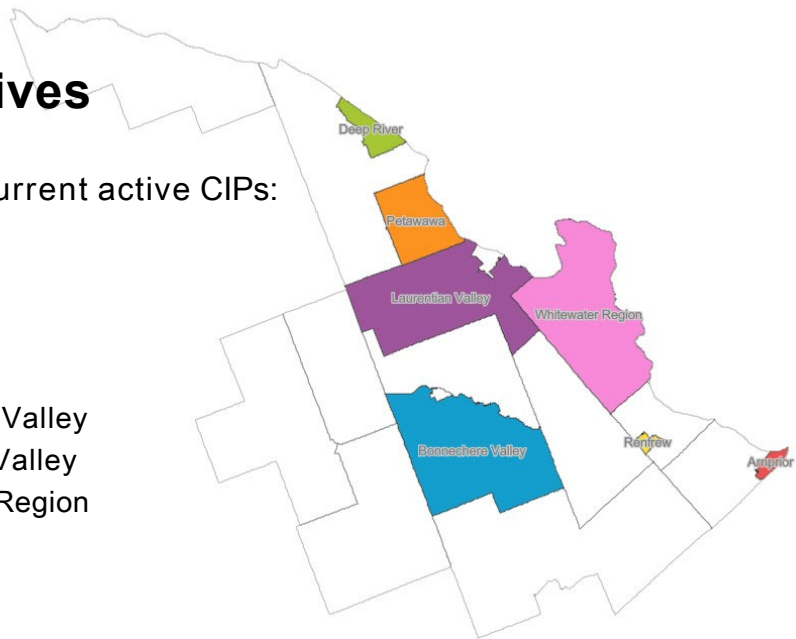 ives
urrent active CIPs:
Valley
Valley
Region
Deep River
Petawawa
Laurentian Valley
Whitewater Region
Bonnechere Valley
Renfrew
Arnprior